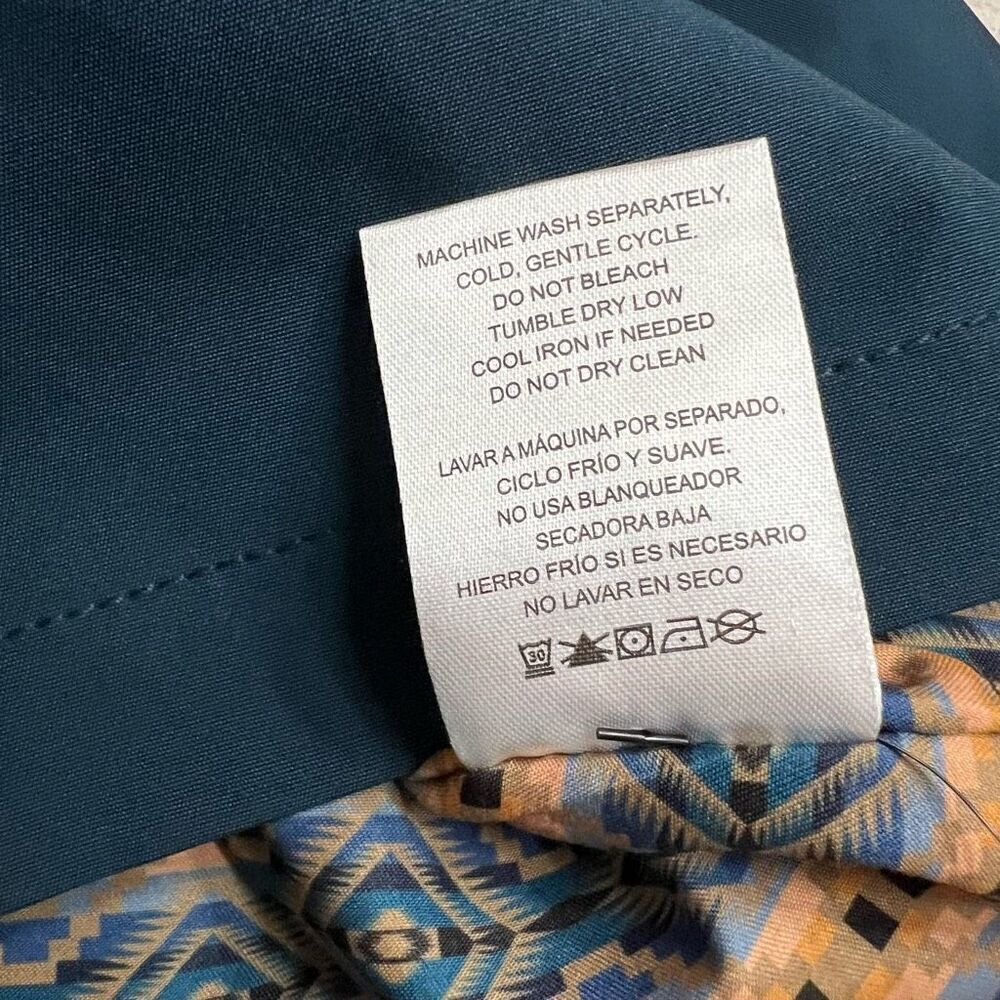 MACHINE WASH SEPARATELY,
COLD, GENTLE CYCLE.
DO NOT BLEACH
TUMBLE DRY LOW
COOL IRON IF NEEDED
DO NOT DRY CLEAN
LAVAR A MÁQUINA POR SEPARADO,
CICLO FRÍO Y SUAVE.
NO USA BLANQUEADOR
SECADORA BAJA
HIERRO FRÍO SI ES NECESARIO
NO LAVAR EN SECO
30